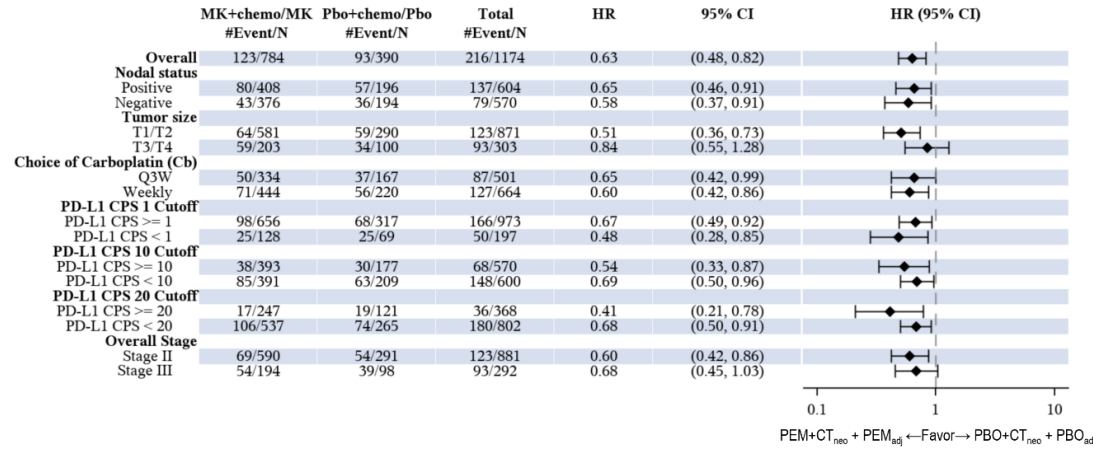 MK+chemo/MK Pbo+chemo/Pbo Total HR 95% CI HR (95% CI)
#Event/N #Event/N #Event/N
Overall 123/784 93/390 216/1174 0.63 (0.48, 0.82)
Nodal status
Positive 80/408 57/196 137/604 0.65 (0.46, 0.91)
Negative 43/376 36/194 79/570 0.58 (0.37, 0.91)
Tumor size
T1/T2 64/581 59/290 123/871 0.51 (0.36, 0.73)
T3/T4 59/203 34/100 93/303 0.84 (0.55, 1.28)
Choice of Carboplatin (Cb)
Q3W 50/334 37/167 87/501 0.65 (0.42, 0.99)
Weekly 71/444 56/220 127/664 0.60 (0.42, 0.86)
PD-L1 CPS 1 Cutoff
PD-L1 CPS >= 1 98/656 68/317 166/973 0.67 (0.49, 0.92)
PD-L1 CPS < 1 25/128 25/69 50/197 0.48 (0.28, 0.85)
PD-L1 CPS 10 Cutoff
PD-L1 CPS >= 10 38/393 30/177 68/570 0.54 (0.33, 0.87)
PD-L1 CPS < 10 85/391 63/209 148/600 0.69 (0.50, 0.96)
PD-L1 CPS 20 Cutoff
PD-L1 CPS >= 20 17/247 19/121 36/368 0.41 (0.21, 0.78)
PD-L1 CPS < 20 106/537 74/265 180/802 0.68 (0.50, 0.91)
Overall Stage
Stage II 69/590 54/291 123/881 0.60 (0.42, 0.86)
Stage III 54/194 39/98 93/292 0.68 (0.45, 1.03)
0.1 1 10
PEM+CTneo + PEMadj ←Favor→ PBO+CTneo + PBOad